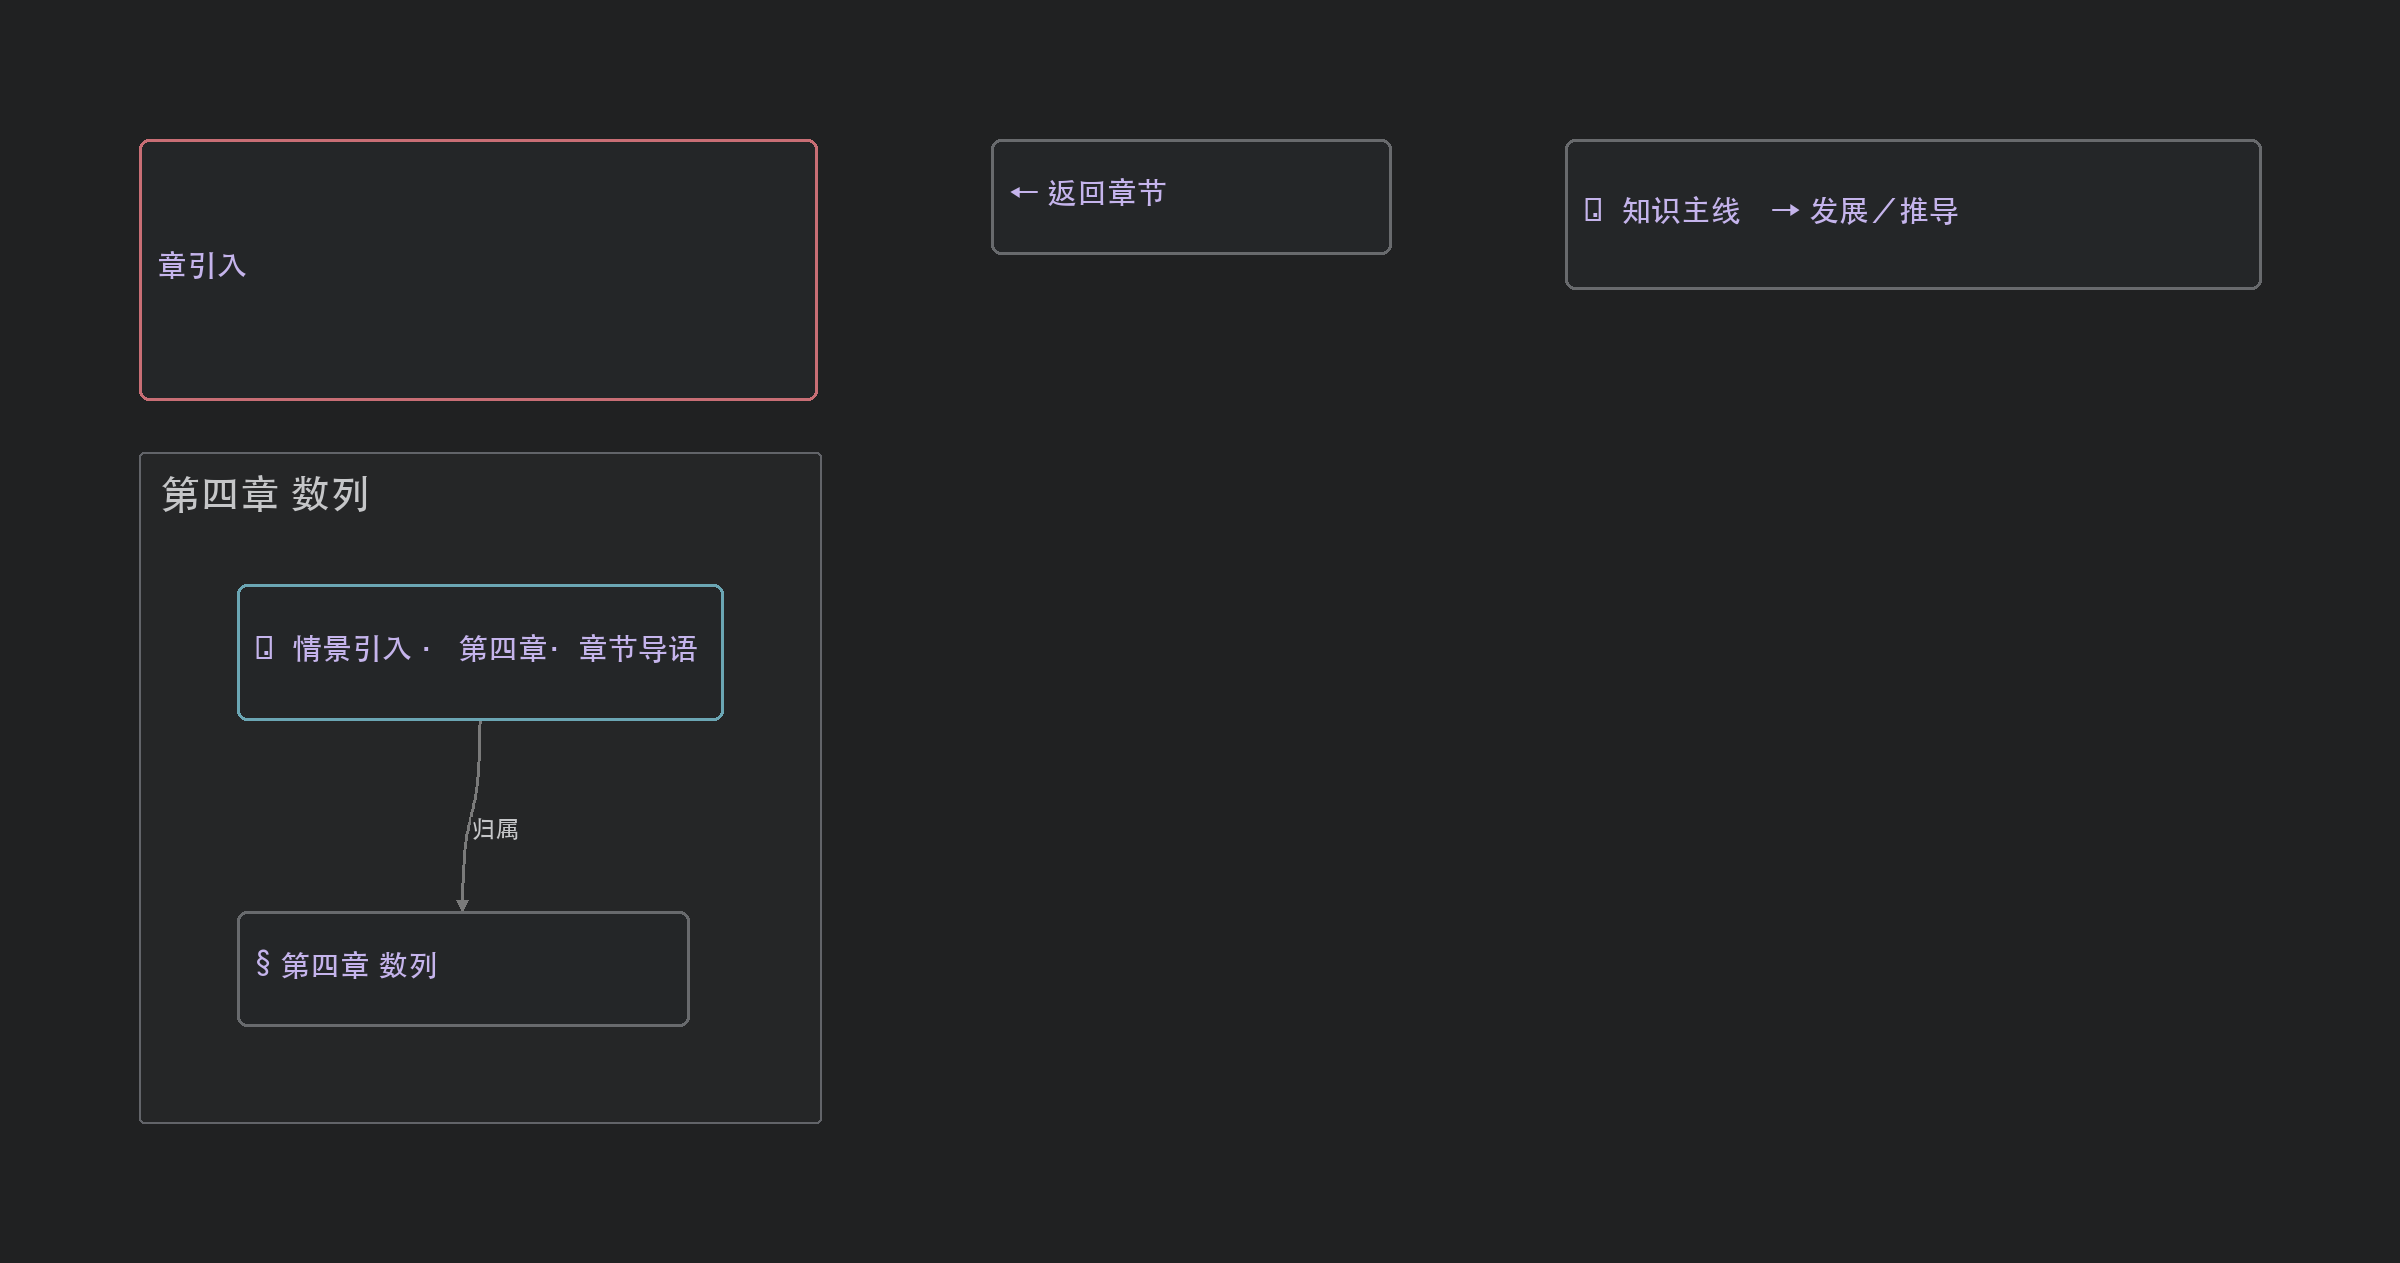 章引入
← 返回章节
知识主线 → 发展／推导
第四章 数列
情景引入 · 第四章· 章节导语
归属
§ 第四章 数列